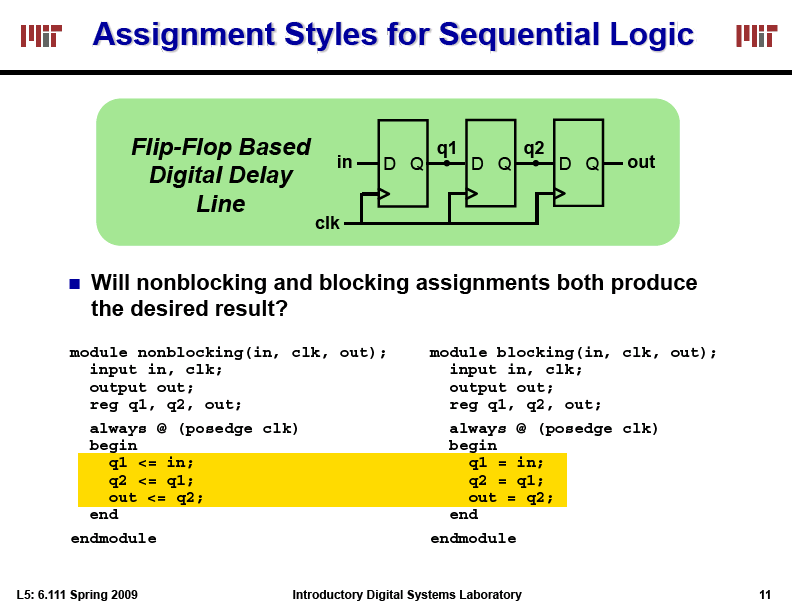 Assignment Styles for Sequential Logic
Flip-Flop Based
Digital Delay
Line
in
D Q
q1
D Q
q2
D Q
out
clk
Will nonblocking and blocking assignments both produce
the desired result?
module nonblocking(in, clk, out);
input in, clk;
output out;
reg q1, q2, out;
always @ (posedge clk)
begin
q1 <= in;
q2 <= q1;
out <= q2;
end
endmodule
module blocking(in, clk, out);
input in, clk;
output out;
reg q1, q2, out;
always @ (posedge clk)
begin
q1 = in;
q2 = q1;
out = q2;
end
endmodule
L5: 6.111 Spring 2009
Introductory Digital Systems Laboratory
11